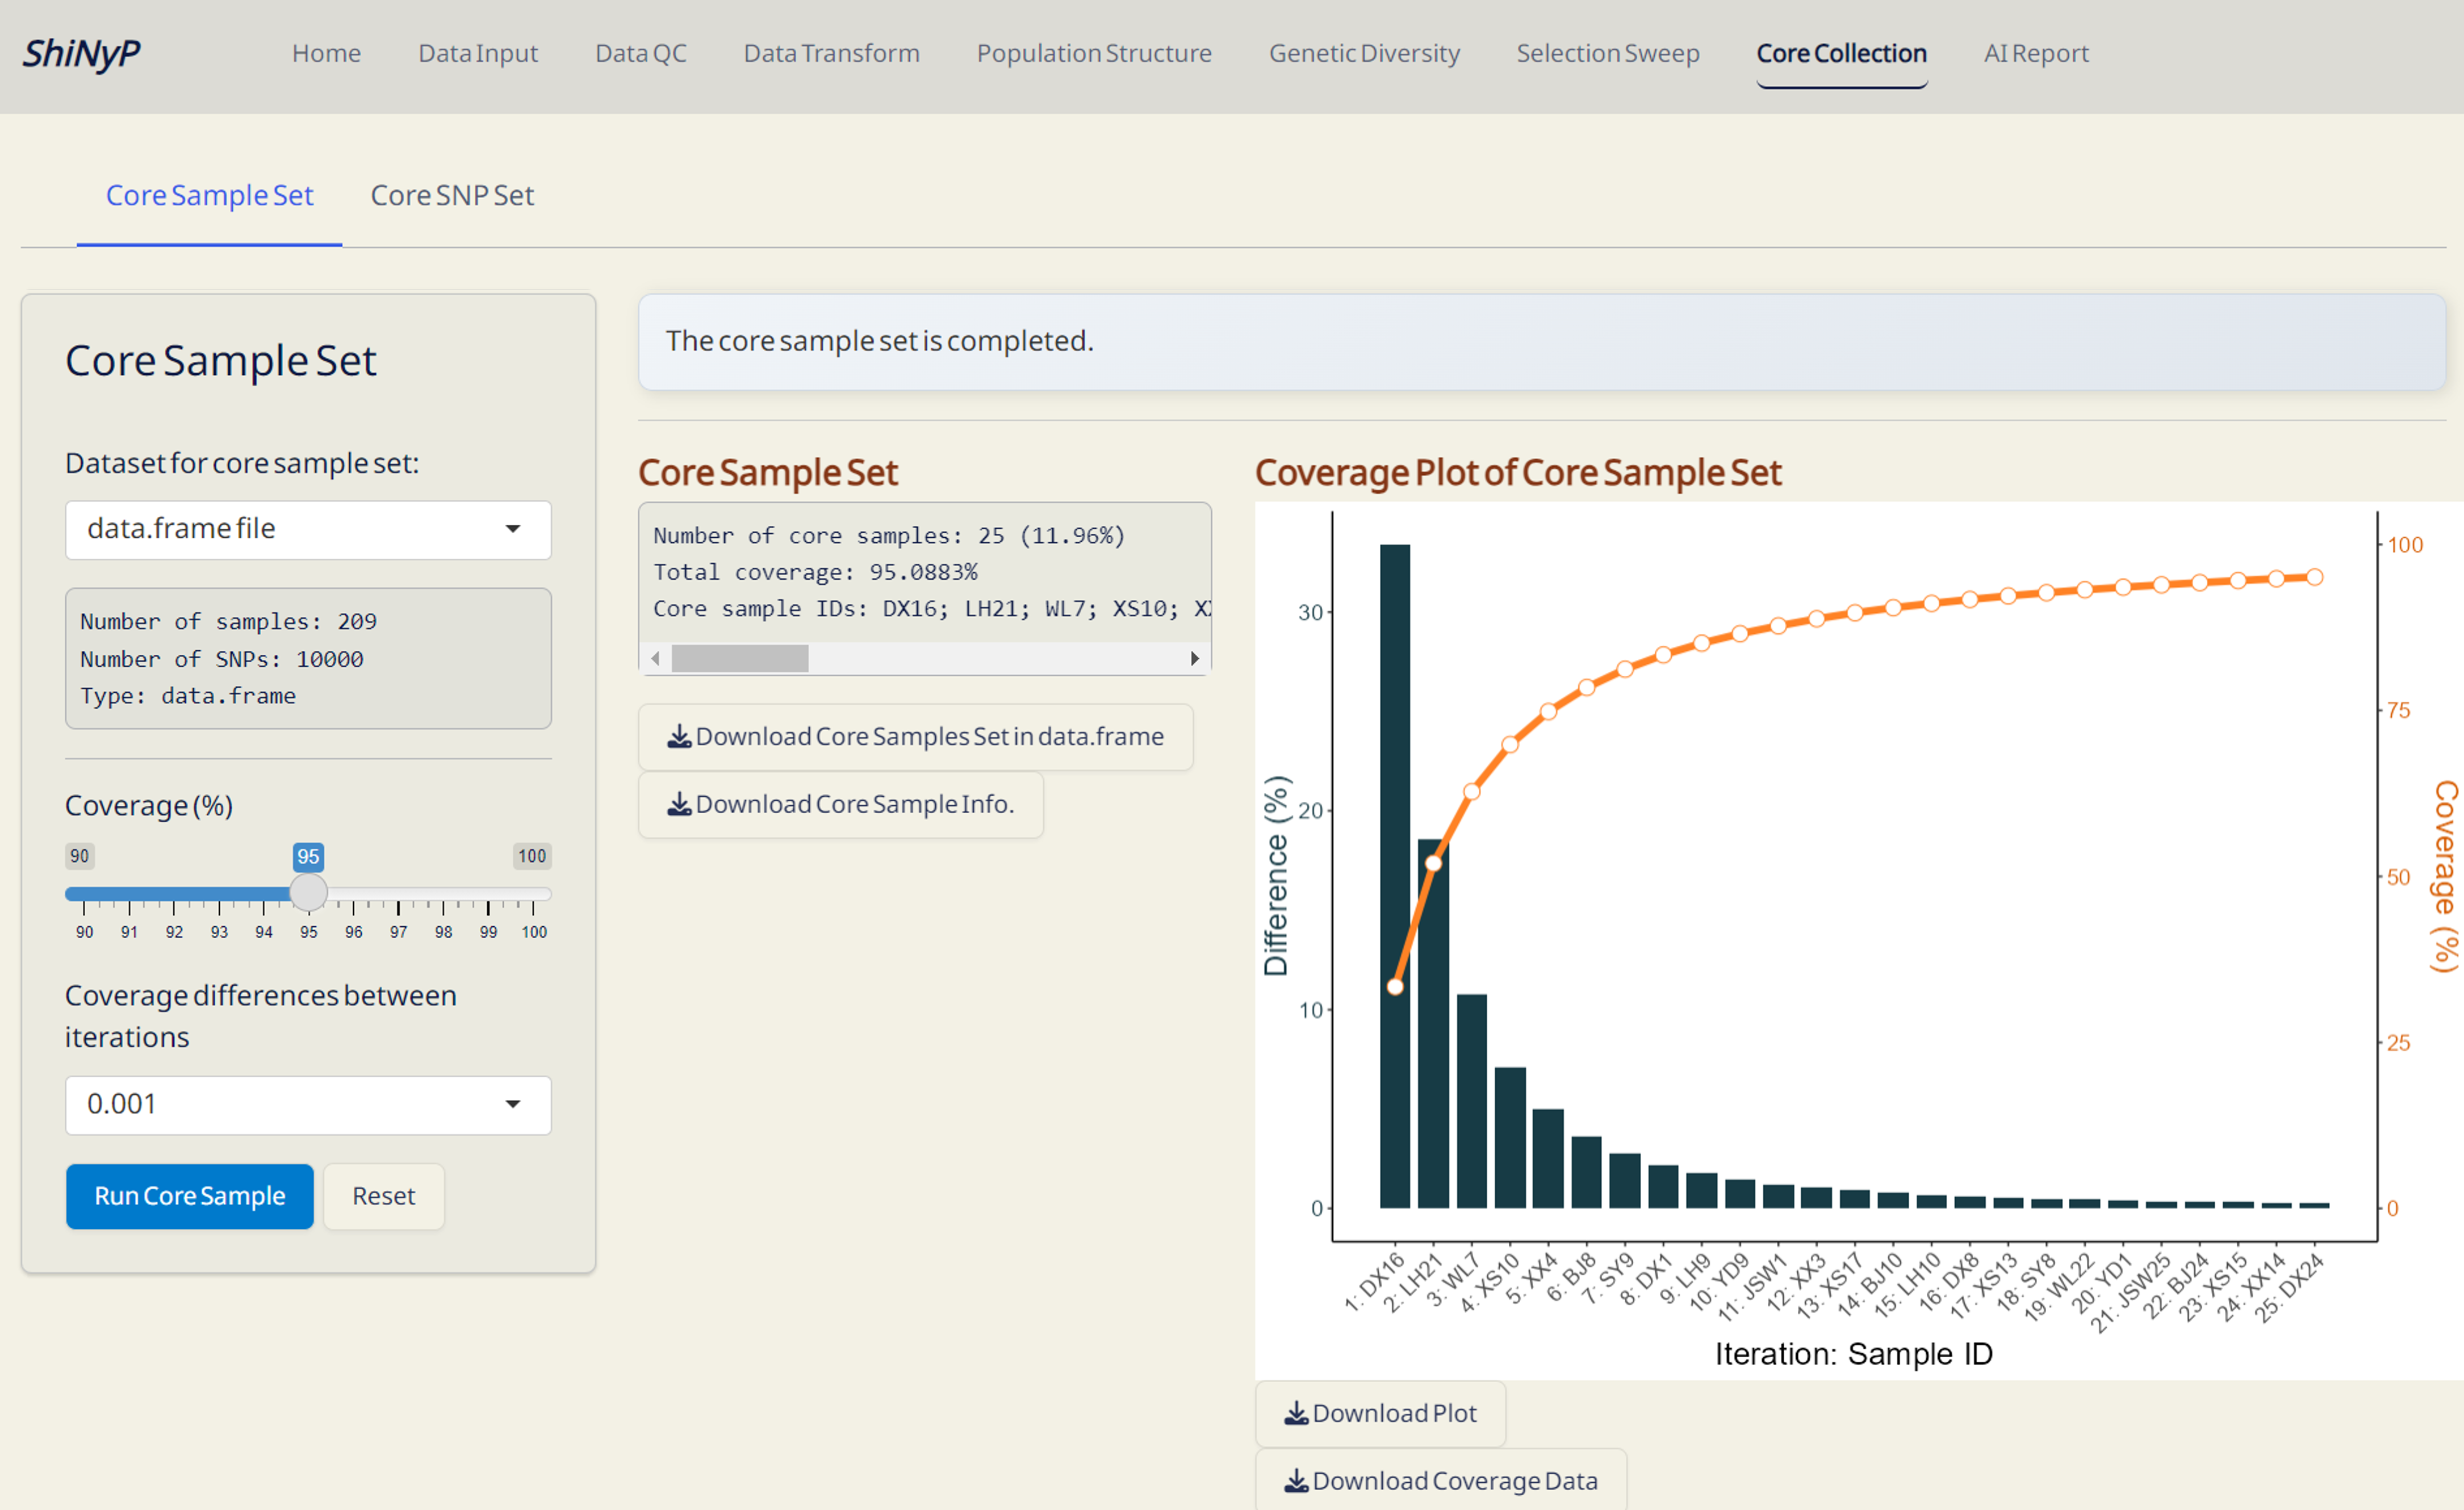 ShiNyP
Home
Data Input
Data QC
Data Transform
Population Structure
Genetic Diversity
Selection Sweep
Core Collection
AI Report
Core Sample Set
Core SNP Set
Core Sample Set
Dataset for core sample set:
data.frame file
Number of samples: 209
Number of SNPs: 10000
Type: data.frame
Coverage (%)
90
95
100
90 91 92 93 94 95 96 97 98 99 100
Coverage differences between
iterations
0.001
Run Core Sample
Reset
The core sample set is completed.
Core Sample Set
Number of core samples: 25 (11.96%)
Total coverage: 95.0883%
Core sample IDs: DX16; LH21; WL7; XS10;
Download Core Samples Set in data.frame
Download Core Sample Info.
Coverage Plot of Core Sample Set
Difference (%)
30
20
10
0
100
75
50
25
0
Coverage (%)
1: DX16
2: LH21
3: WL7
4: XS10
5: XX4
6: BJ8
7: SY9
8: DX1
9: LH9
10: YD9
11: JSW1
12: XX3
13: XS17
14: BJ10
15: LH10
16: DX8
17: XS13
18: SY8
19: WL22
20: YD1
21: JSW25
22: BJ24
23: XS15
24: XX14
25: DX24
Iteration: Sample ID
Download Plot
Download Coverage Data